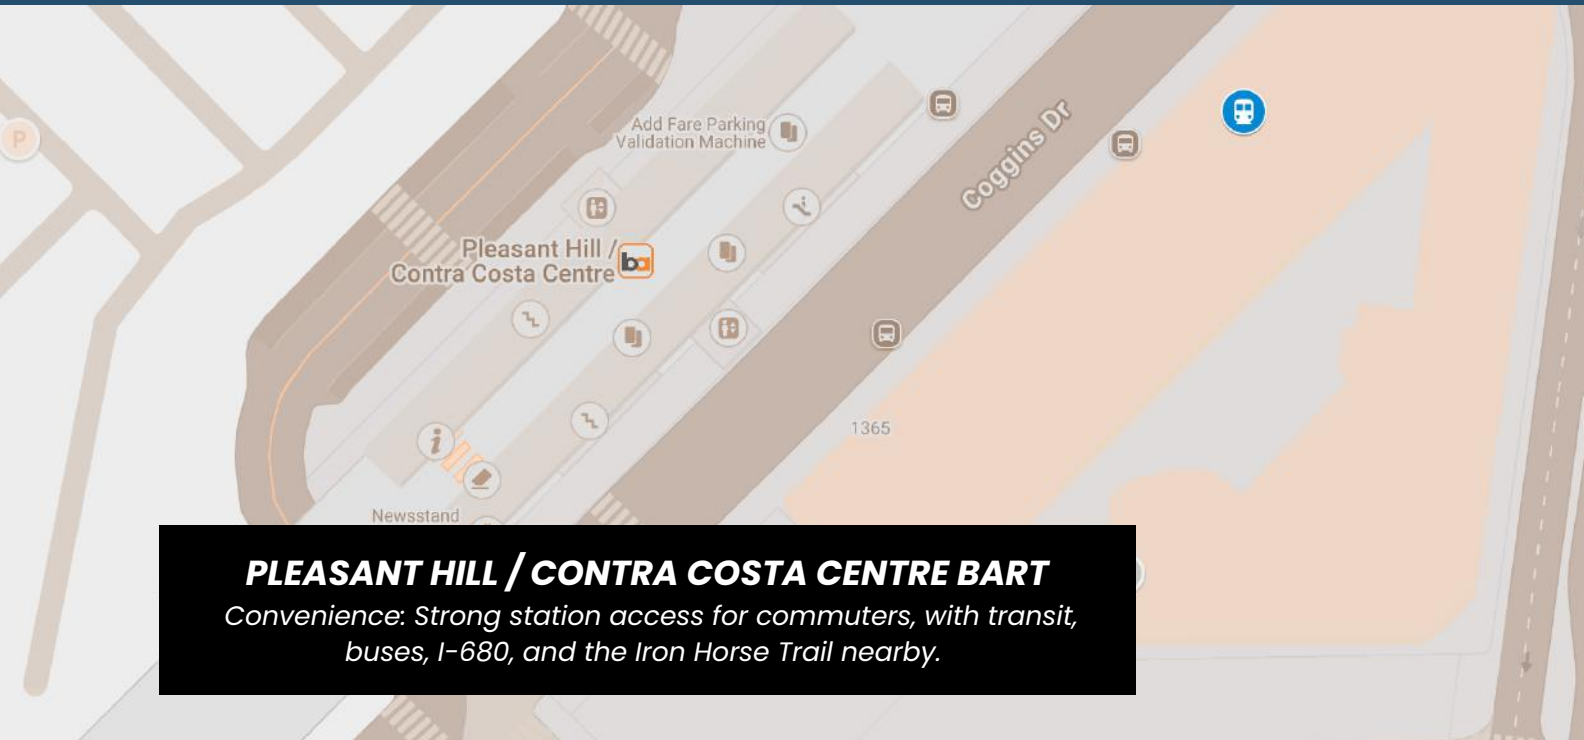 P
Add Fare Parking
Validation Machine
Coggins Dr
Pleasant Hill /
Contra Costa Centre
ba
1365
Newsstand
PLEASANT HILL / CONTRA COSTA CENTRE BART
Convenience: Strong station access for commuters, with transit,
buses, I-680, and the Iron Horse Trail nearby.